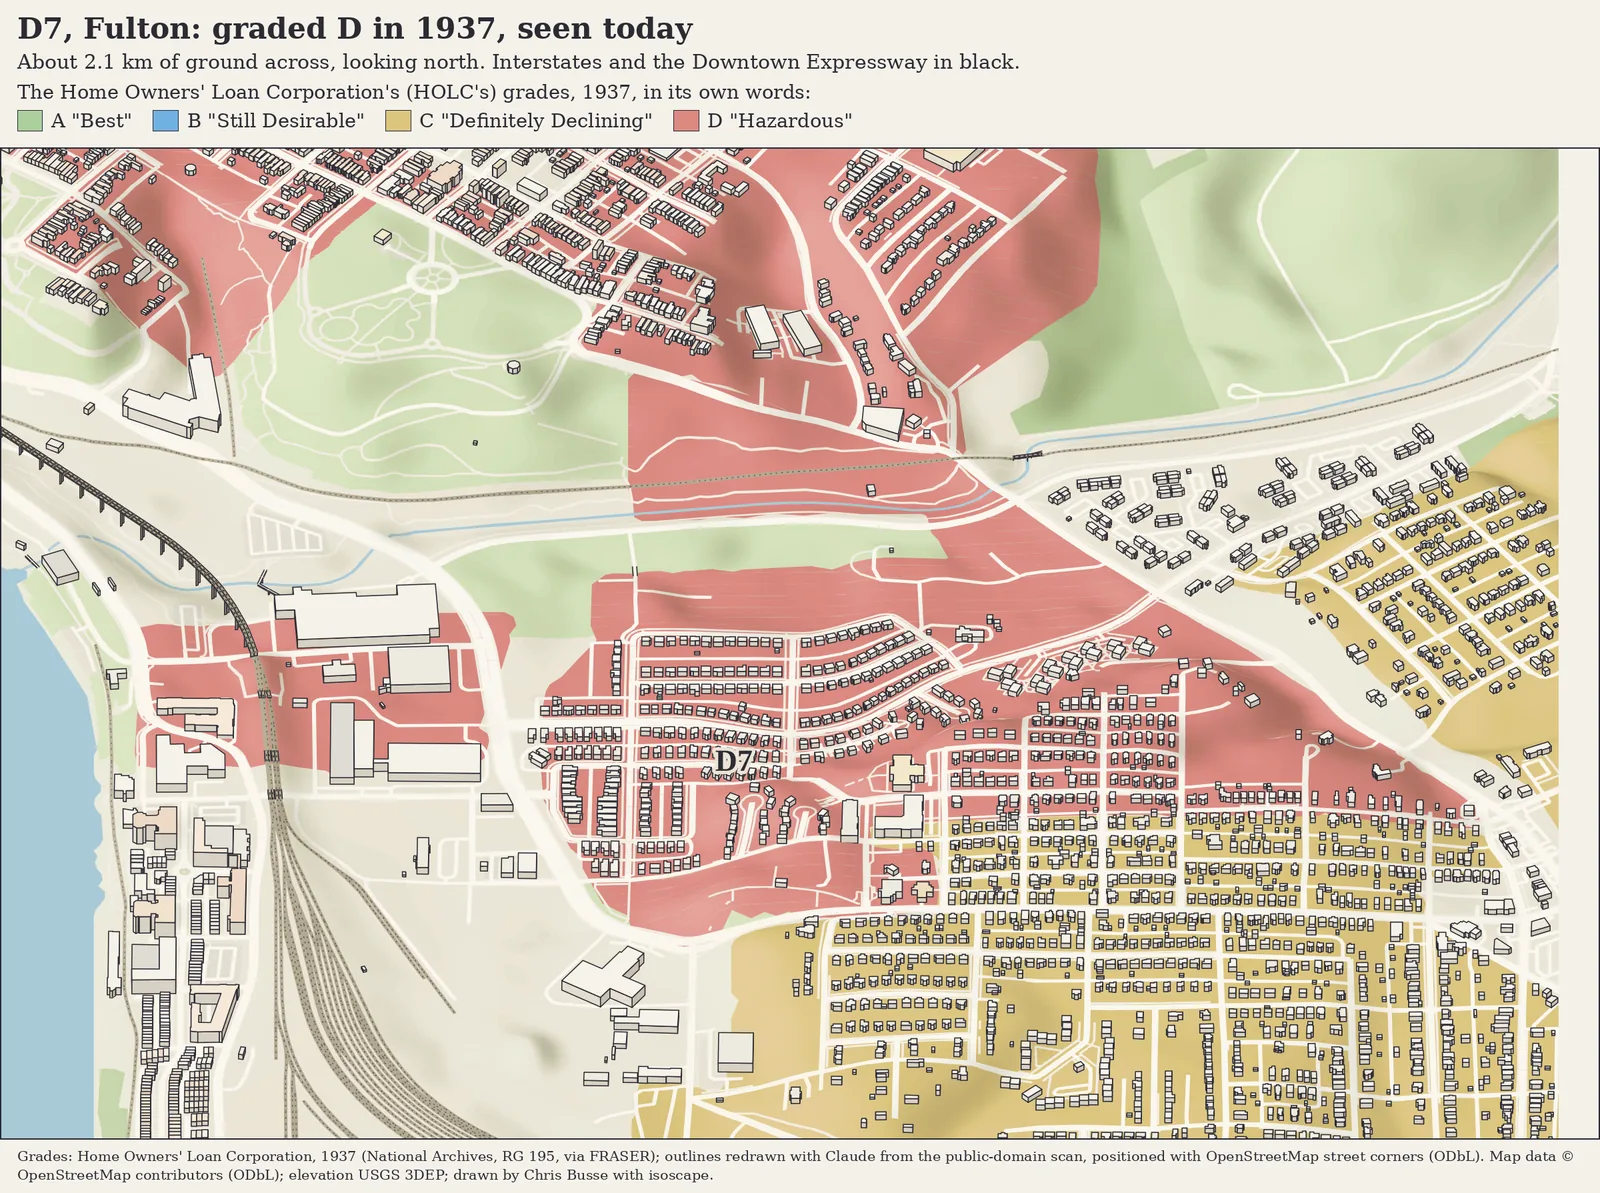 D7, Fulton: graded D in 1937, seen today
About 2.1 km of ground across, looking north. Interstates and the Downtown Expressway in black.
The Home Owners' Loan Corporation's (HOLC's) grades, 1937, in its own words:
A "Best" B "Still Desirable" C "Definitely Declining" D "Hazardous"
D7
Grades: Home Owners' Loan Corporation, 1937 (National Archives, RG 195, via FRASER); outlines redrawn with Claude from the public-domain scan, positioned with OpenStreetMap street corners (ODbL). Map data ©
OpenStreetMap contributors (ODbL); elevation USGS 3DEP; drawn by Chris Busse with isoscape.